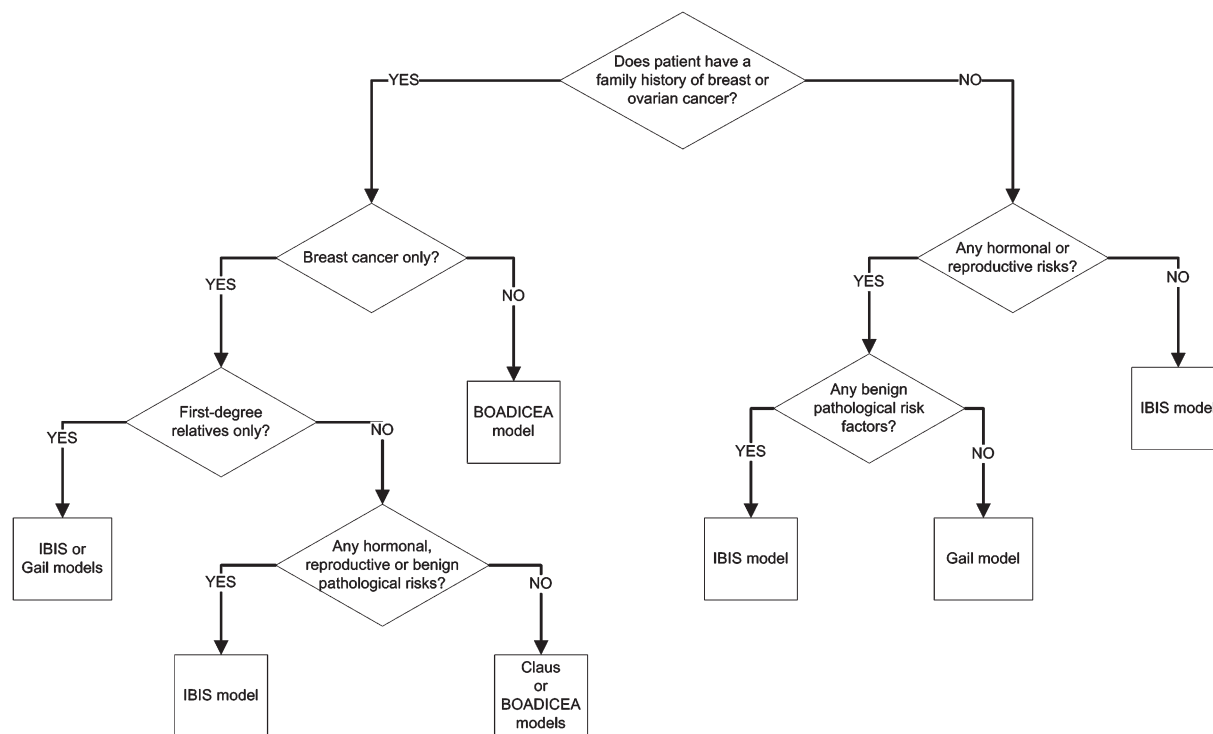 Does patient have a
family history of breast or
ovarian cancer?
YES
NO
Breast cancer only?
Any hormonal or
reproductive risks?
YES
NO
YES
NO
First-degree
relatives only?
BOADICEA
model
Any benign
pathological risk
factors?
IBIS model
YES
NO
YES
NO
IBIS or
Gail models
Any hormonal,
reproductive or benign
pathological risks?
IBIS model
Gail model
YES
NO
IBIS model
Claus
or
BOADICEA
models